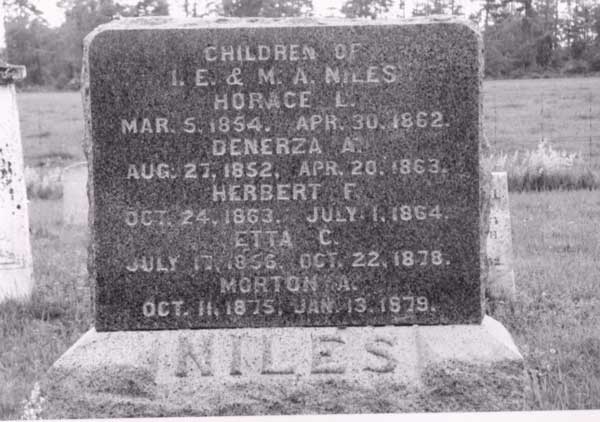 CHILDREN OF
I. E. & M. A. NILES
HORACE L.
MAR. 5. 1854. APR. 30. 1862.
DENERZA A.
AUG. 27. 1852. APR. 20. 1863.
HERBERT F.
OCT. 24. 1863. JULY. 1. 1864.
ETTA C.
JULY 17. 1856. OCT. 22. 1878.
MORTON A.
OCT. 11. 1875. JAN. 13. 1879.
NILES